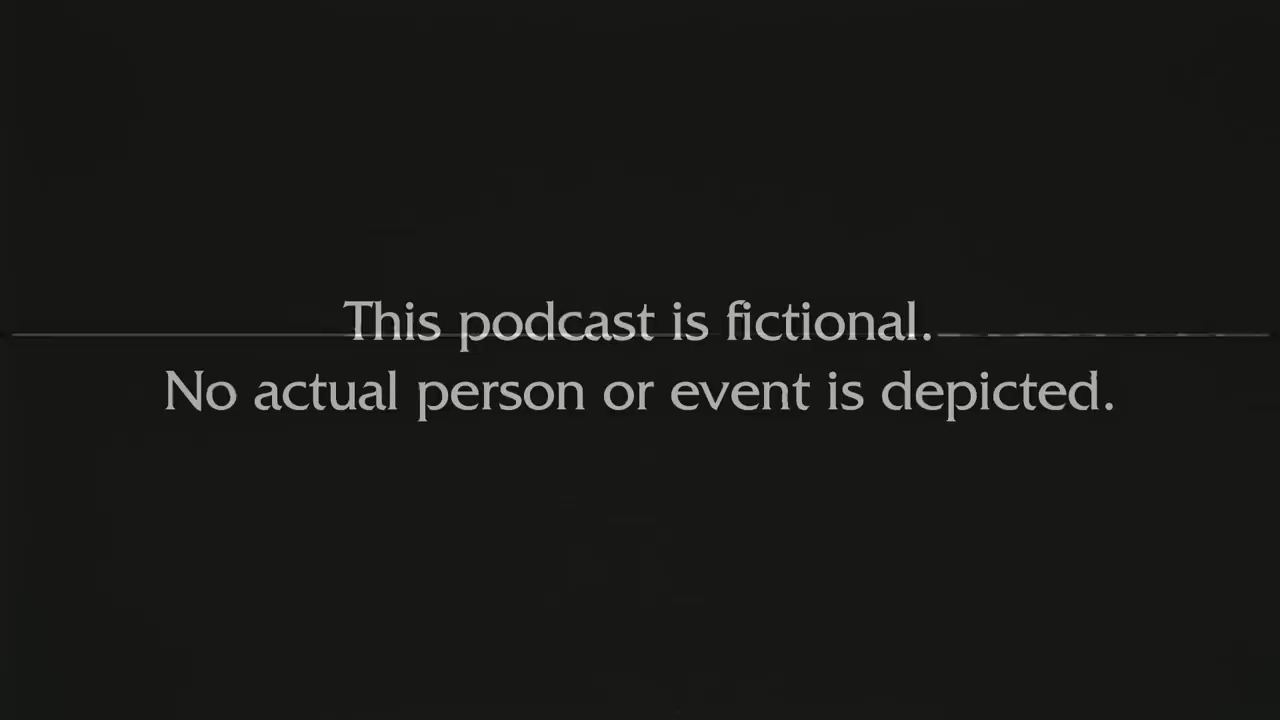 This podcast is fictional.
No actual person or event is depicted.